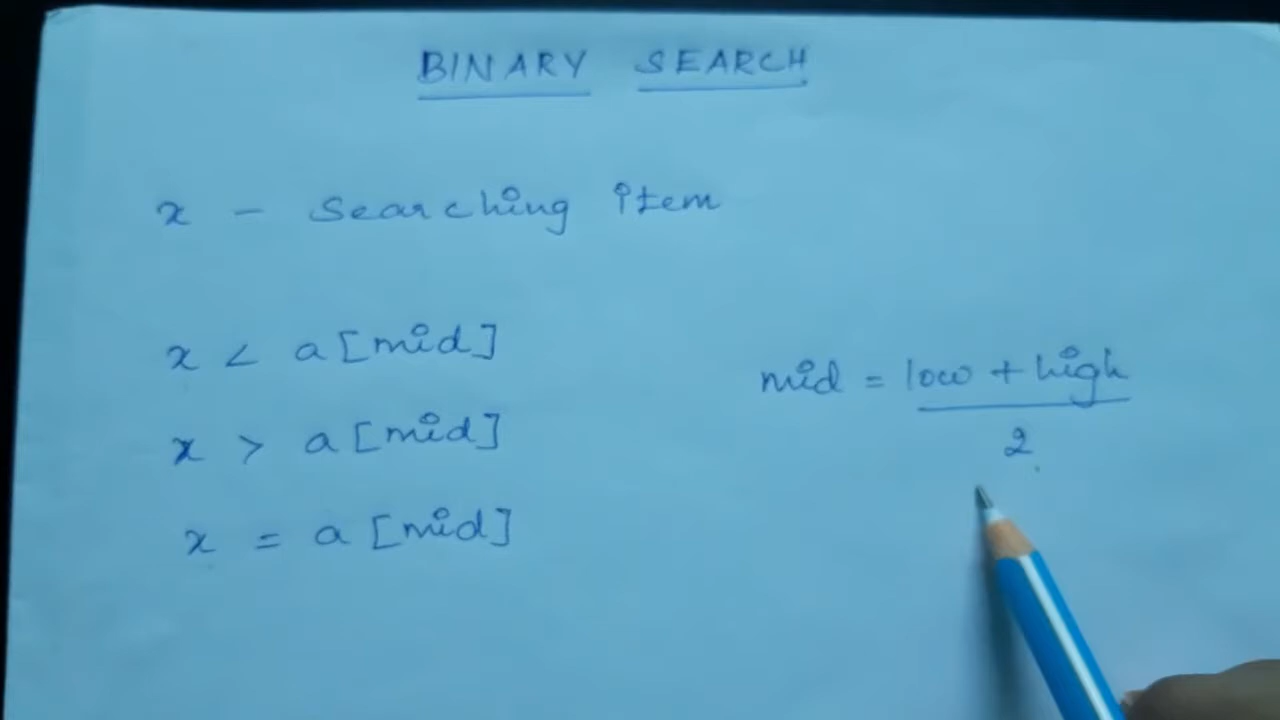 BINARY SEARCH
x - Searching item
x < a [mid]
x > a [mid]
x = a [mid]
mid = low + high
2